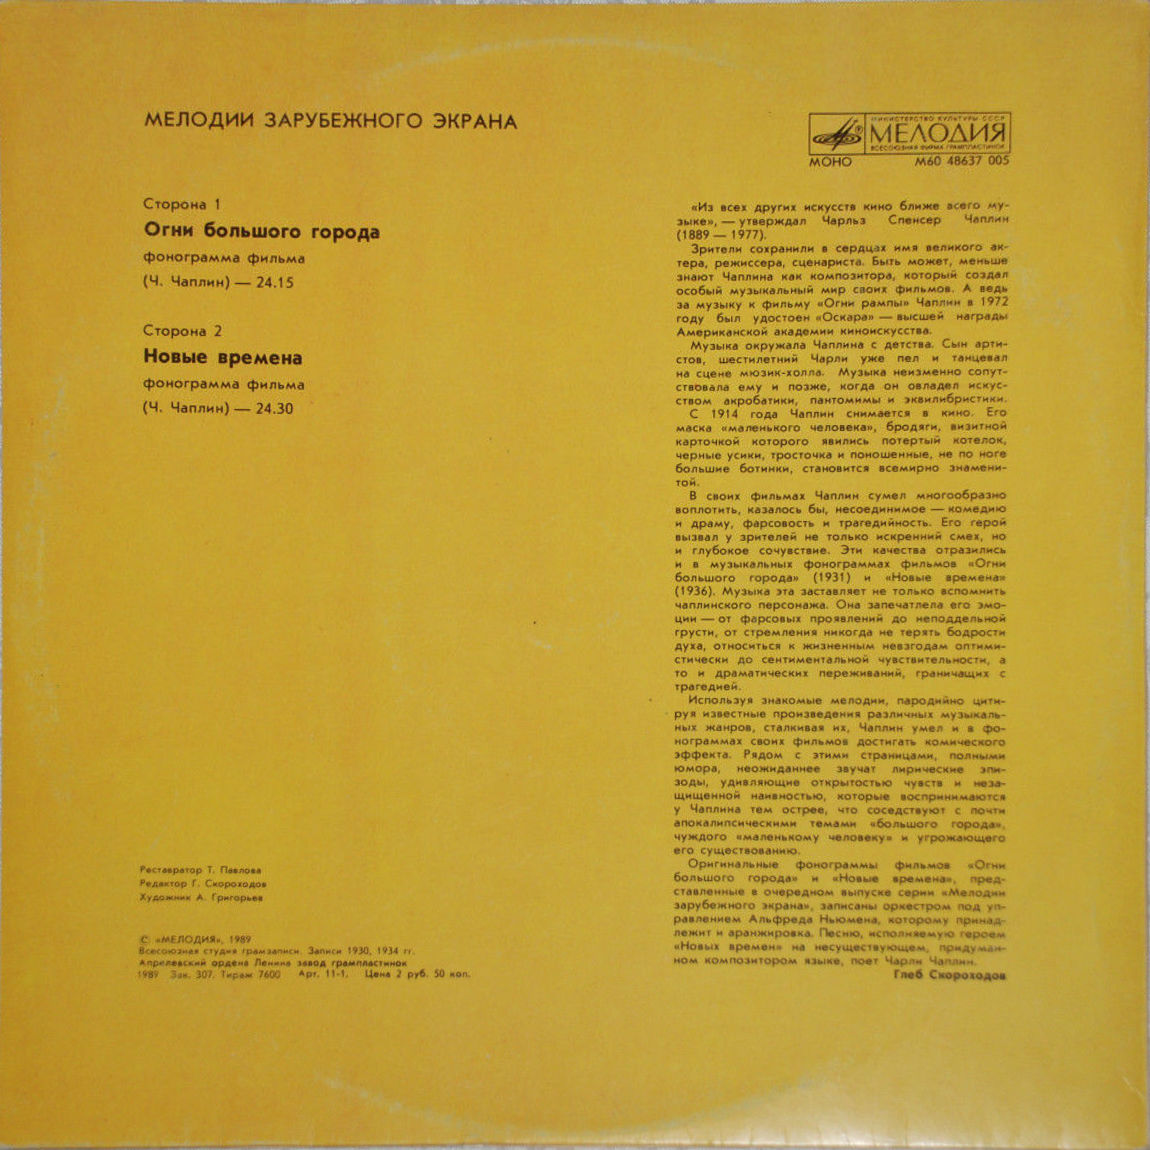 МЕЛОДИИ ЗАРУБЕЖНОГО ЭКРАНА
МИНИСТЕРСТВО КУЛЬТУРЫ СССР
МЕЛОДИЯ
ВСЕСОЮЗНАЯ ФИРМА ГРАМПЛАСТИНОК
МОНО М60 48637 005
Сторона 1
Огни большого города
фонограмма фильма
(Ч. Чаплин) — 24.15
Сторона 2
Новые времена
фонограмма фильма
(Ч. Чаплин) — 24.30
«Из всех других искусств кино ближе всего му-
зыке», — утверждал Чарльз Спенсер Чаплин
(1889 — 1977).
Зрители сохранили в сердцах имя великого ак-
тера, режиссера, сценариста. Быть может, меньше
знают Чаплина как композитора, который создал
особый музыкальный мир своих фильмов. А ведь
за музыку к фильму «Огни рампы» Чаплин в 1972
году был удостоен «Оскара» — высшей награды
Американской академии киноискусства.
Музыка окружала Чаплина с детства. Сын арти-
стов, шестилетний Чарли уже пел и танцевал
на сцене мюзик-холла. Музыка неизменно сопут-
ствовала ему и позже, когда он овладел искус-
ством акробатики, пантомимы и эквилибристики.
С 1914 года Чаплин снимается в кино. Его
маска «маленького человека», бродяги, визитной
карточкой которого явились потертый котелок,
черные усики, тросточка и поношенные, не по ноге
большие ботинки, становится всемирно знамени-
той.
В своих фильмах Чаплин сумел многообразно
воплотить, казалось бы, несоединимое — комедию
и драму, фарсовость и трагедийность. Его герой
вызвал у зрителей не только искренний смех, но
и глубокое сочувствие. Эти качества отразились
и в музыкальных фонограммах фильмов «Огни
большого города» (1931) и «Новые времена»
(1936). Музыка эта заставляет не только вспомнить
чаплинского персонажа. Она запечатлела его эмо-
ции — от фарсовых проявлений до неподдельной
грусти, от стремления никогда не терять бодрости
духа, относиться к жизненным невзгодам оптими-
стически до сентиментальной чувствительности, а
то и драматических переживаний, граничащих с
трагедией.
Используя знакомые мелодии, пародийно цити-
руя известные произведения различных музыкаль-
ных жанров, сталкивая их, Чаплин умел и в фо-
нограммах своих фильмов достигать комического
эффекта. Рядом с этими страницами, полными
юмора, неожиданнее звучат лирические эпи-
зоды, удивляющие открытостью чувств и неза-
щищенной наивностью, которые воспринимаются
у Чаплина тем острее, что соседствуют с почти
апокалипсическими темами «большого города»,
чуждого «маленькому человеку» и угрожающего
его существованию.
Оригинальные фонограммы фильмов «Огни
большого города» и «Новые времена», пред-
ставленные в очередном выпуске серии «Мелодии
зарубежного экрана», записаны оркестром под уп-
равлением Альфреда Ньюмена, которому принад-
лежит и аранжировка. Песню, исполняемую героем
«Новых времен» на несуществующем, придуман-
ном композитором языке, поет Чарли Чаплин.
Глеб Скороходов
Реставратор Т. Павлова
Редактор Г. Скороходов
Художник А. Григорьев
© «МЕЛОДИЯ», 1989
Всесоюзная студия грамзаписи. Записи 1930, 1934 гг.
Апрелевский ордена Ленина завод грампластинок
1989 Зак. 307. Тираж 7600 Арт. 11-1. Цена 2 руб. 50 коп.